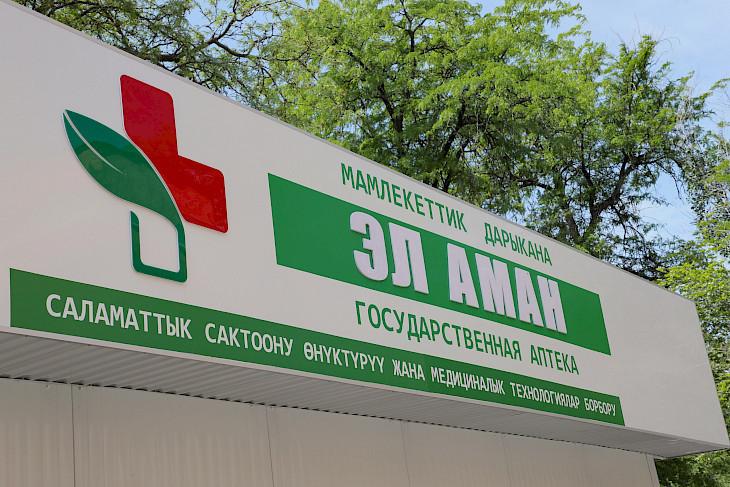 МАМЛЕКЕТТИК ДАРЫКАНА
ЭЛ АМАН
ГОСУДАРСТВЕННАЯ АПТЕКА
САЛАМАТТЫК САКТООНУ ӨНҮКТҮРҮҮ ЖАНА МЕДИЦИНАЛЫК ТЕХНОЛОГИЯЛАР БОРБОРУ